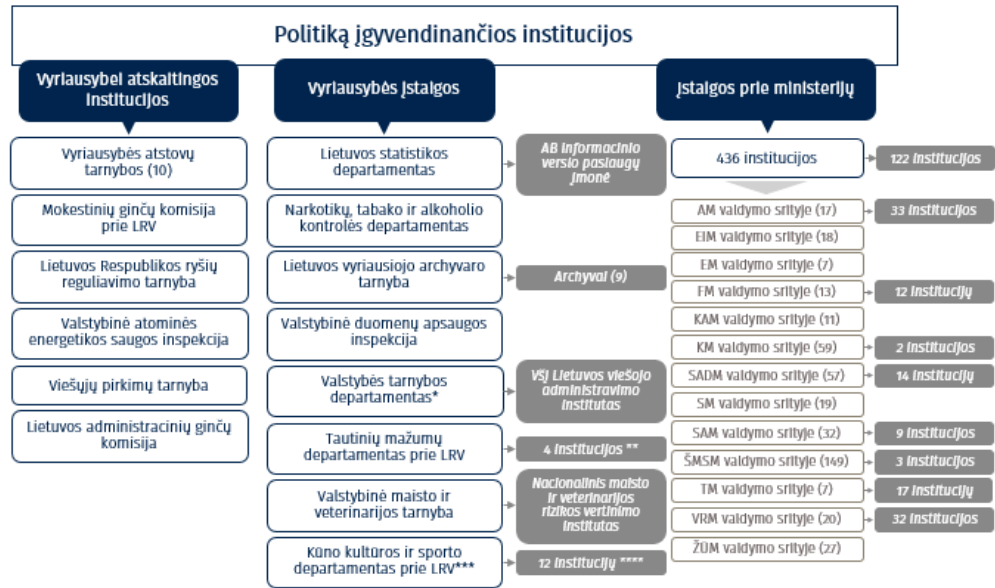 Politiką įgyvendinančios institucijos
Vyriausybei atskaitingos
institucijos
Vyriausybės atstovų
tarnybos (10)
Mokestinių ginčų komisija
prie LRV
Lietuvos Respublikos ryšių
reguliavimo tarnyba
Valstybinė atominės
energetikos saugos inspekcija
Viešųjų pirkimų tarnyba
Lietuvos administracinių ginčų
komisija
Vyriausybės įstaigos
Lietuvos statistikos
departamentas
AB Informacinio
verslo paslaugų
įmonė
Narkotikų, tabako ir alkoholio
kontrolės departamentas
Lietuvos vyriausiojo archyvaro
tarnyba
Archyvai (9)
Valstybinė duomenų apsaugos
inspekcija
Valstybės tarnybos
departamentas*
VŠĮ Lietuvos viešojo
administravimo
institutas
Tautinių mažumų
departamentas prie LRV
4 institucijos **
Valstybinė maisto ir
veterinarijos tarnyba
Nacionalinis maisto
ir veterinarijos
rizikos vertinimo
institutas
Kūno kultūros ir sporto
departamentas prie LRV***
12 institucijų ****
Įstaigos prie ministerijų
436 institucijos
122 institucijos
AM valdymo srityje (17)
33 institucijos
EIM valdymo srityje (18)
EM valdymo srityje (7)
FM valdymo srityje (13)
12 institucijų
KAM valdymo srityje (11)
KM valdymo srityje (59)
2 institucijos
SADM valdymo srityje (57)
14 institucijų
SM valdymo srityje (19)
SAM valdymo srityje (32)
9 institucijos
ŠMSM valdymo srityje (149)
3 institucijos
TM valdymo srityje (7)
17 institucijų
VRM valdymo srityje (20)
32 institucijos
ŽŪM valdymo srityje (27)